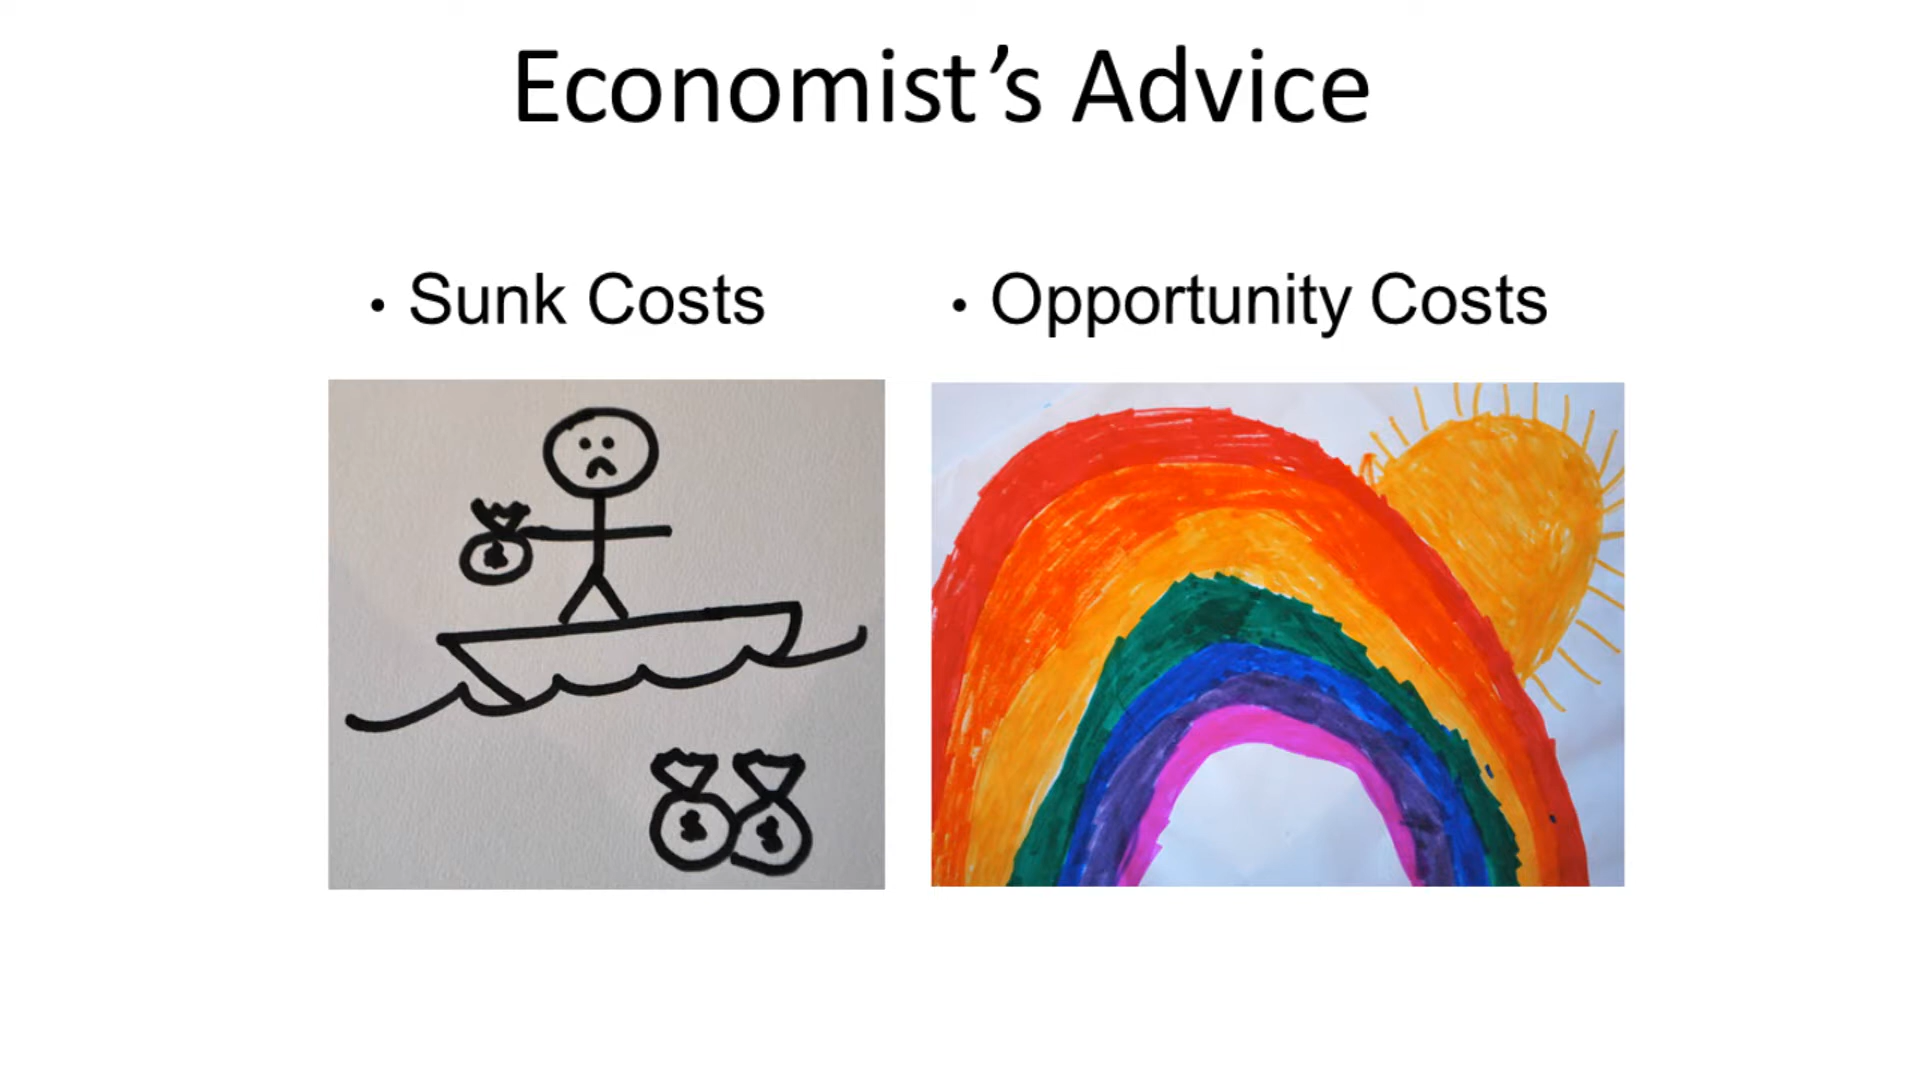 Economist’s Advice
• Sunk Costs
• Opportunity Costs
$
$ $